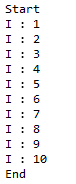 Start
I : 1
I : 2
I : 3
I : 4
I : 5
I : 6
I : 7
I : 8
I : 9
I : 10
End